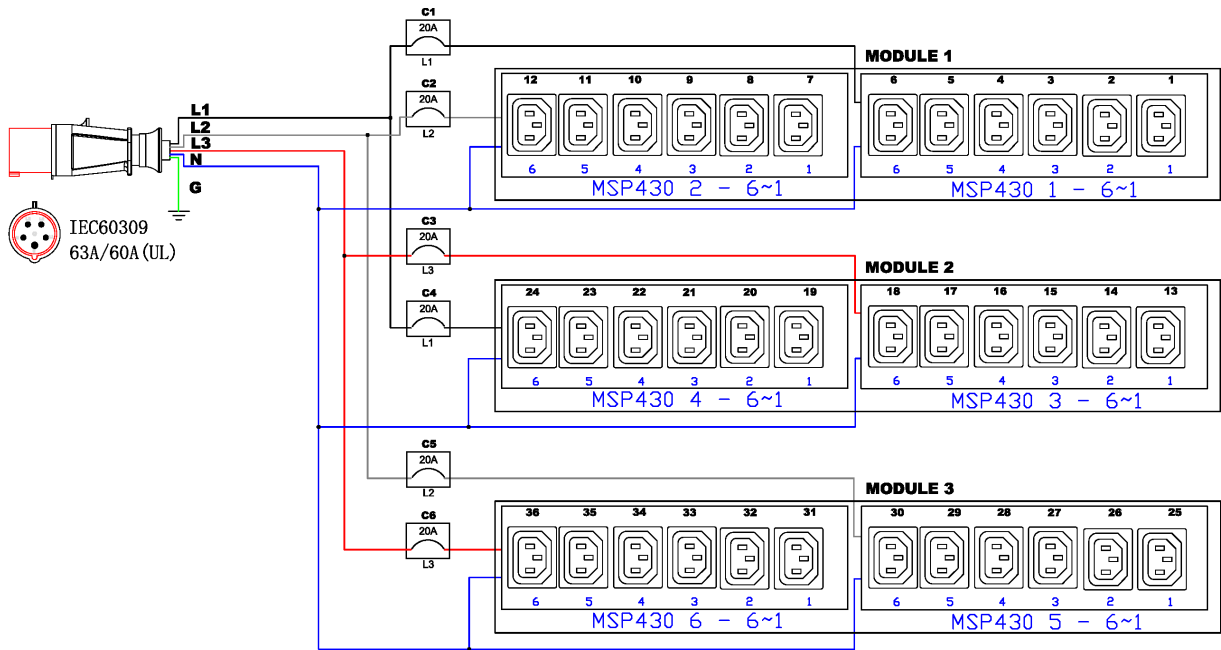 C1
20A
L1
MODULE 1
C2
20A
L2
12 11 10 9 8 7 6 5 4 3 2 1
6 5 4 3 2 1 6 5 4 3 2 1
MSP430 2 - 6~1 MSP430 1 - 6~1
L1
L2
L3
N
G
IEC60309
63A/60A(UL)
C3
20A
L3
MODULE 2
C4
20A
L1
24 23 22 21 20 19 18 17 16 15 14 13
6 5 4 3 2 1 6 5 4 3 2 1
MSP430 4 - 6~1 MSP430 3 - 6~1
C5
20A
L2
MODULE 3
C6
20A
L3
36 35 34 33 32 31 30 29 28 27 26 25
6 5 4 3 2 1 6 5 4 3 2 1
MSP430 6 - 6~1 MSP430 5 - 6~1